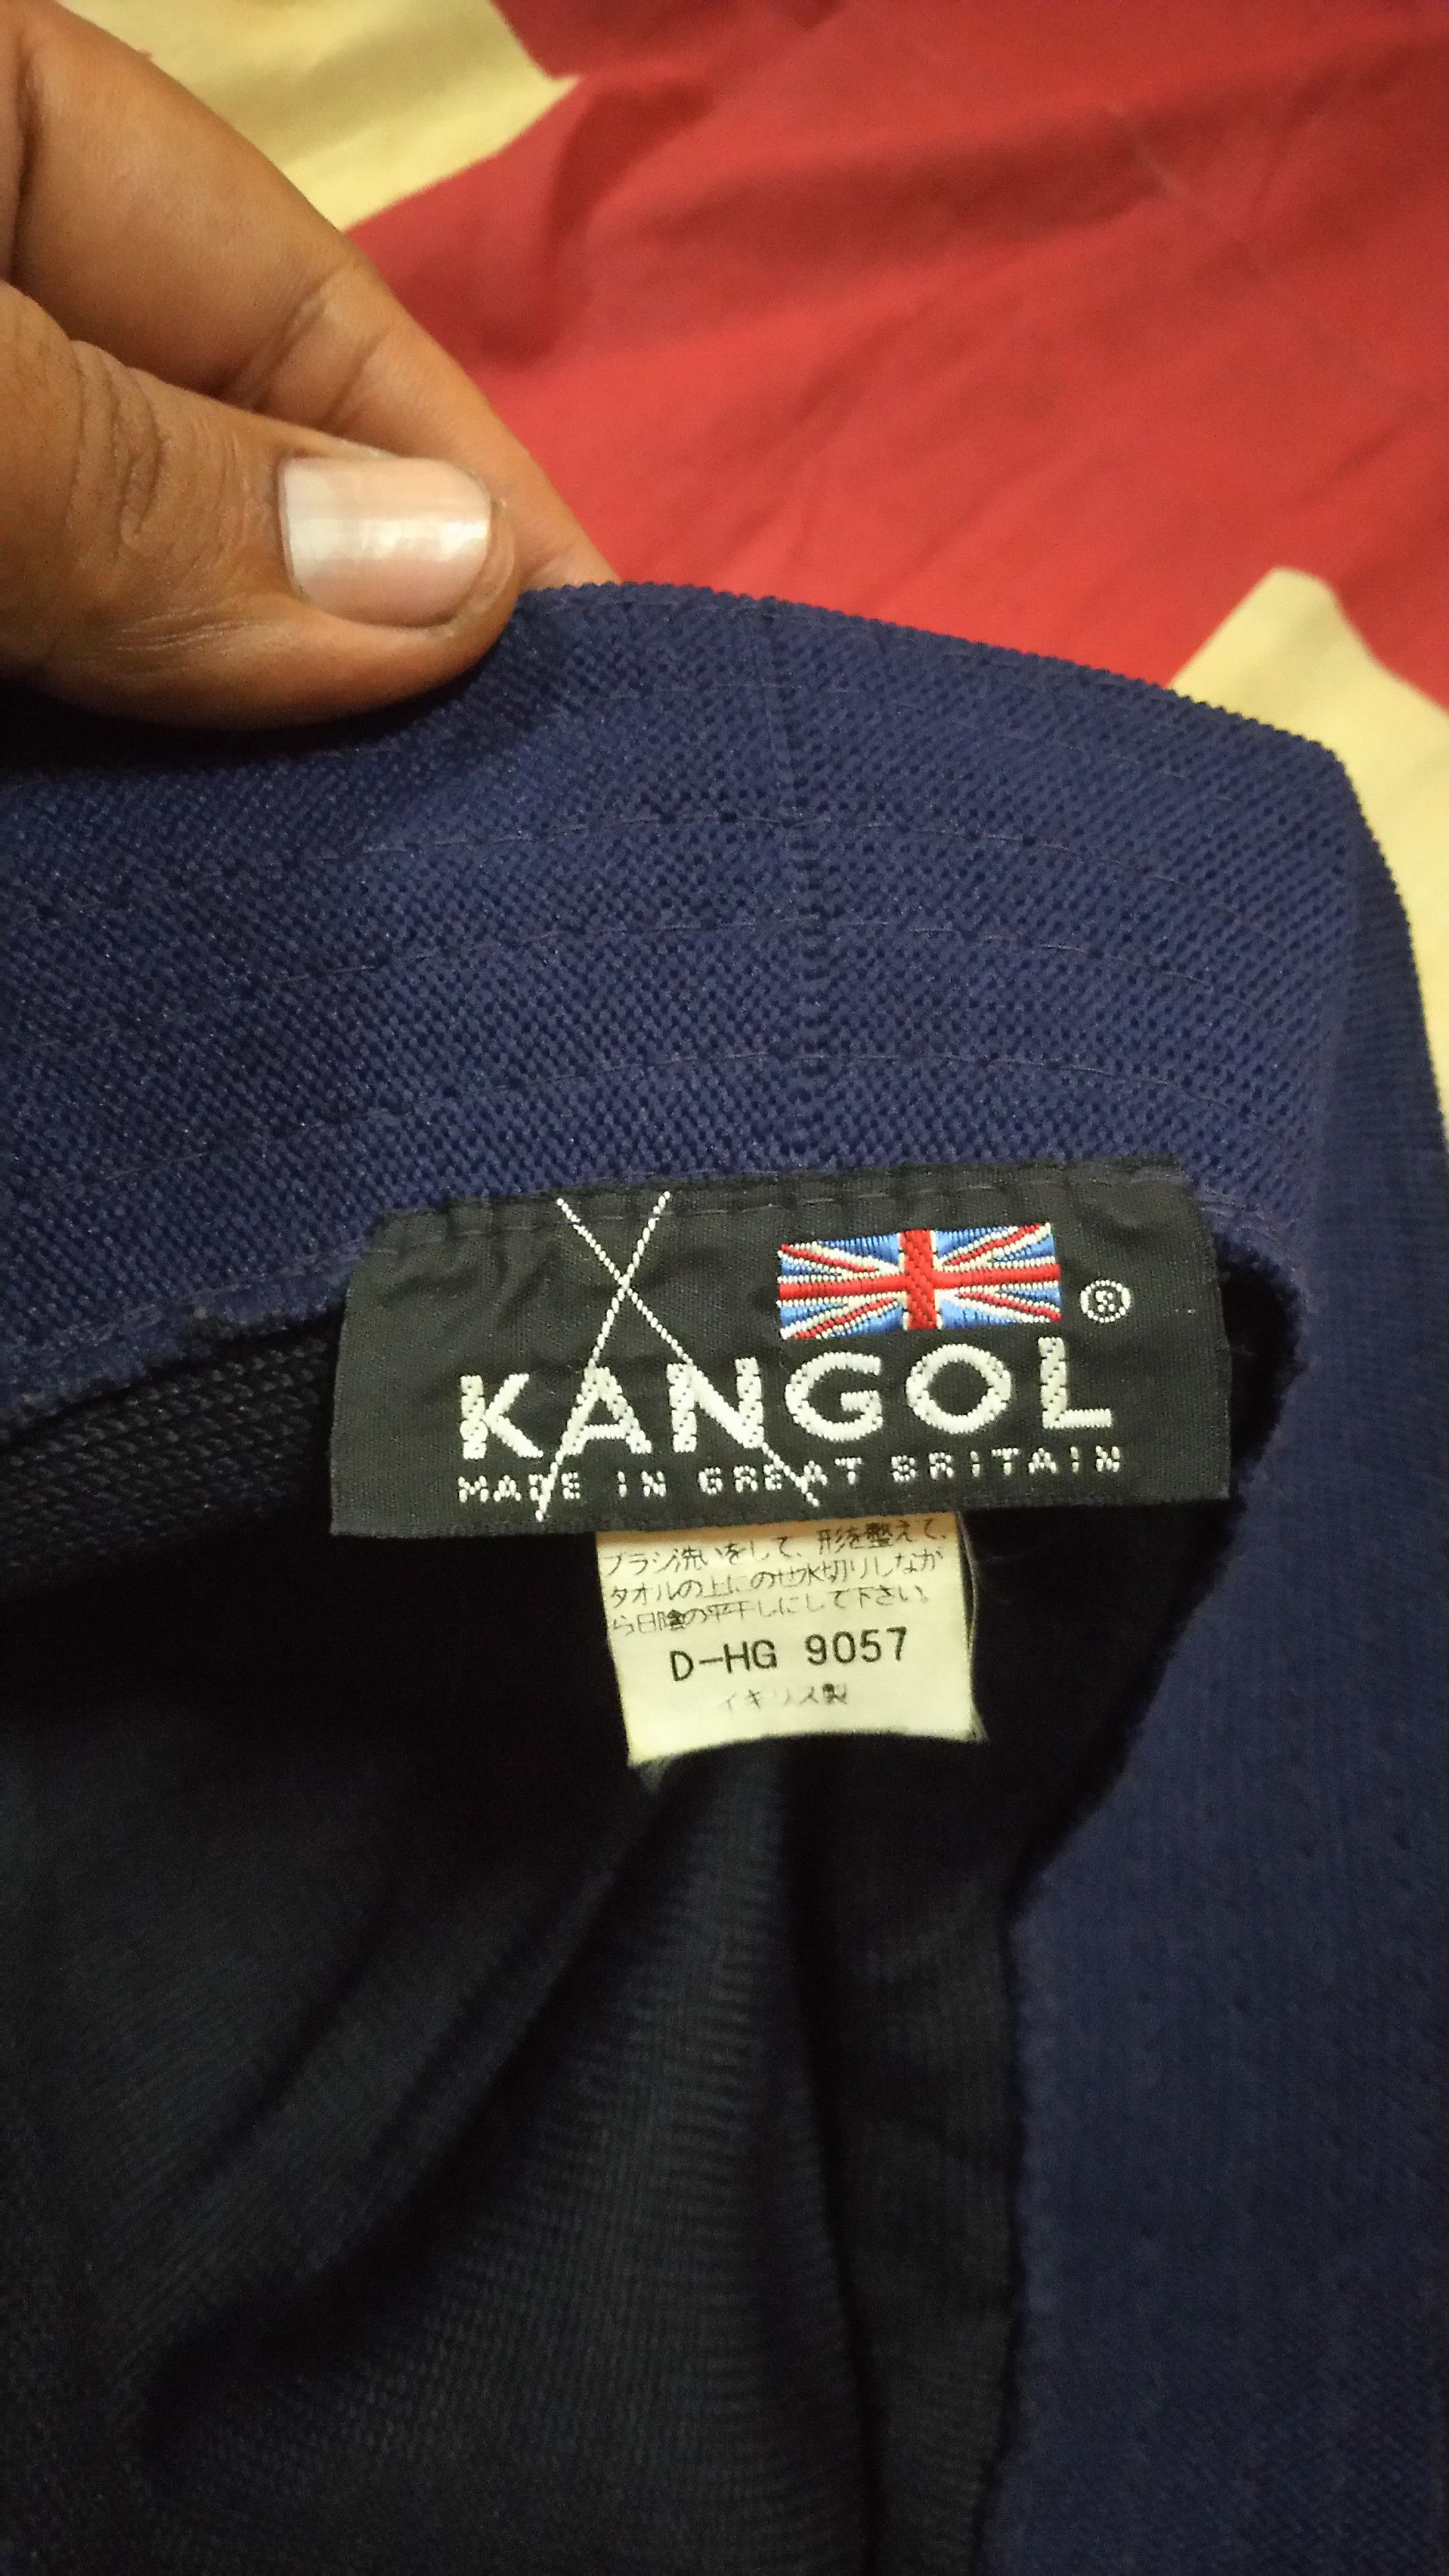 ®
KANGOL
MADE IN GREAT BRITAIN
ブラシ洗いをして、形を整えて、
タオルの上にのせ水切りしなが
ら日陰の平干しにして下さい。
D-HG 9057
イギリス製